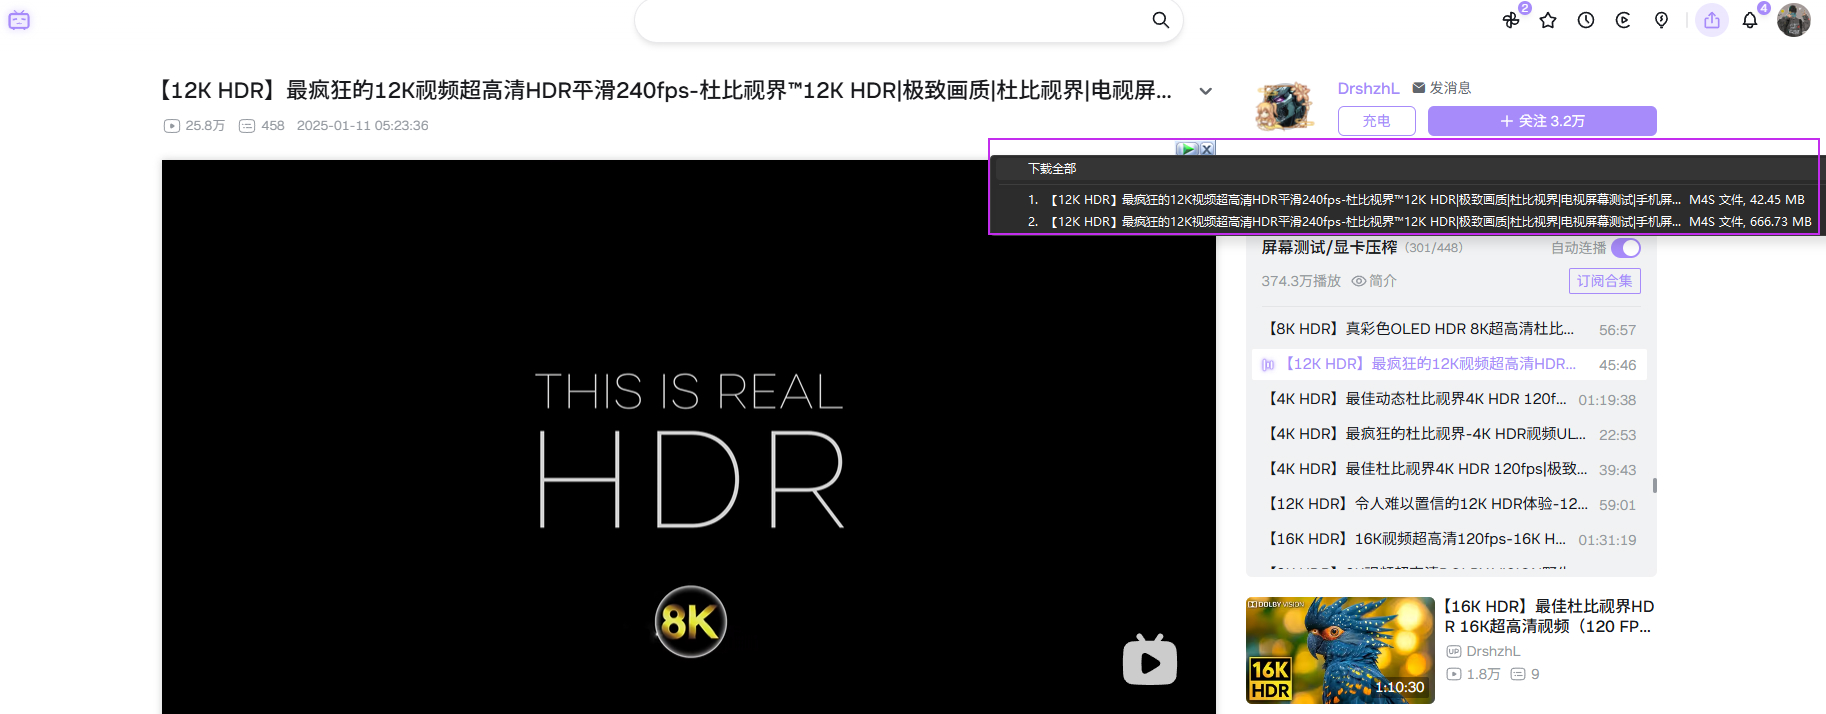 2
4
【12K HDR】最疯狂的12K视频超高清HDR平滑240fps-杜比视界™12K HDR|极致画质|杜比视界|电视屏...
25.8万 458 2025-01-11 05:23:36
DrshzhL 发消息
充电
+ 关注 3.2万
下载全部
1. 【12K HDR】最疯狂的12K视频超高清HDR平滑240fps-杜比视界™12K HDR|极致画质|杜比视界|电视屏幕测试|手机屏... M4S 文件, 42.45 MB
2. 【12K HDR】最疯狂的12K视频超高清HDR平滑240fps-杜比视界™12K HDR|极致画质|杜比视界|电视屏幕测试|手机屏... M4S 文件, 666.73 MB
屏幕测试/显卡压榨 (301/448) 自动连播
374.3万播放 简介 订阅合集
【8K HDR】真彩色OLED HDR 8K超高清杜比... 56:57
【12K HDR】最疯狂的12K视频超高清HDR... 45:46
【4K HDR】最佳动态杜比视界4K HDR 120f... 01:19:38
【4K HDR】最疯狂的杜比视界-4K HDR视频UL... 22:53
【4K HDR】最佳杜比视界4K HDR 120fps|极致... 39:43
【12K HDR】令人难以置信的12K HDR体验-12... 59:01
【16K HDR】16K视频超高清120fps-16K H... 01:31:19
THIS IS REAL
HDR
8K
DOLBY VISION
16K
HDR
1:10:30
【16K HDR】最佳杜比视界HD
R 16K超高清视频（120 FP...
UP DrshzhL
1.8万 9